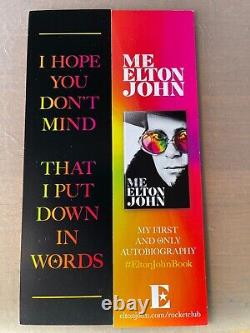 I HOPE
YOU
DON'T
MIND
THAT
I PUT
DOWN
IN
WORDS
ME
ELTON
JOHN
ME
ELTON
JOHN
MY FIRST
AND ONLY
AUTOBIOGRAPHY
#EltonJohnBook
E
eltonjohn.com/rocketclub